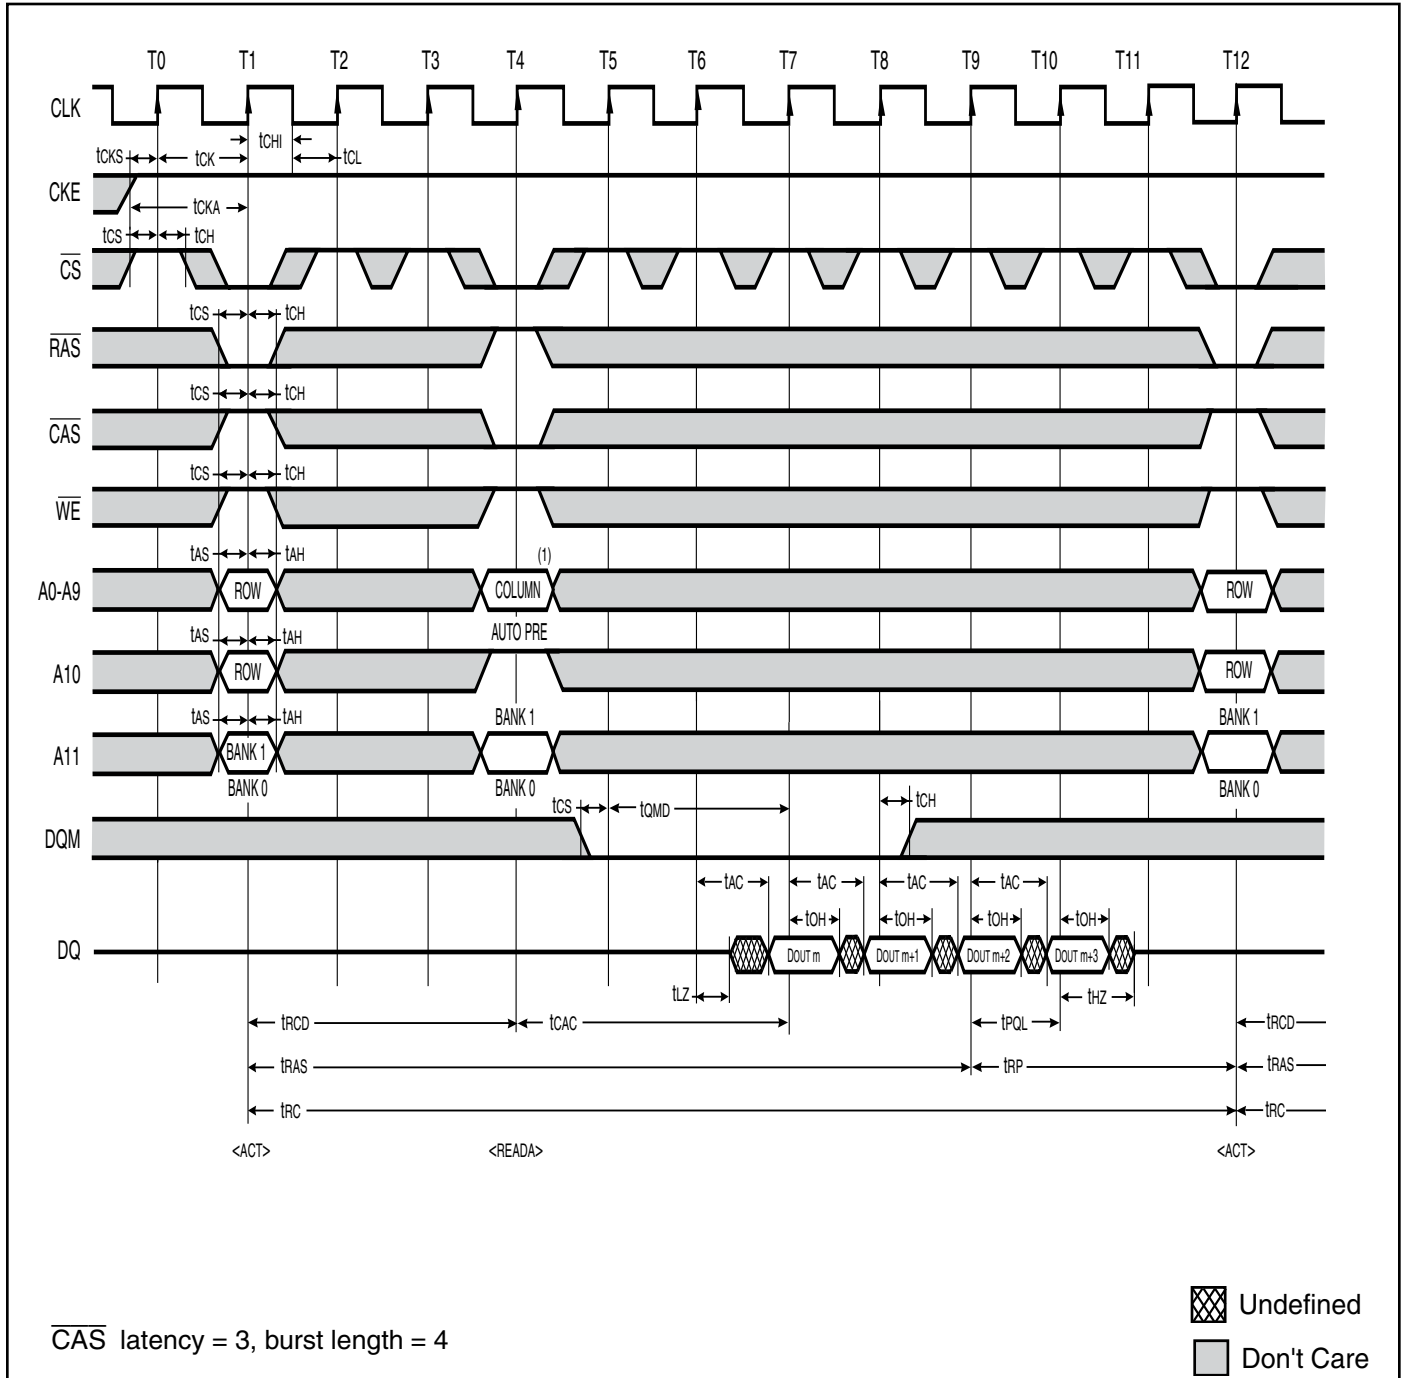 T0 T1 T2 T3 T4 T5 T6 T7 T8 T9 T10 T11 T12
CLK
tCHI
tCKS tCK tCL
CKE
tCKA
tCS tCH
CS
tCS tCH
RAS
tCS tCH
CAS
tCS tCH
WE
tAS tAH (1)
A0-A9 ROW COLUMN ROW
tAS tAH AUTO PRE
A10 ROW ROW
tAS tAH BANK 1 BANK 1
A11 BANK 1
BANK 0 BANK 0 BANK 0
tCS tQMD tCH
DQM
tAC tAC tAC tAC
tOH tOH tOH tOH
DQ DOUT m DOUT m+1 DOUT m+2 DOUT m+3
tLZ tHZ
tRCD tCAC tPQL tRCD
tRAS tRP tRAS
tRC tRC
<ACT> <READA> <ACT>
Undefined
CAS latency = 3, burst length = 4
Don't Care